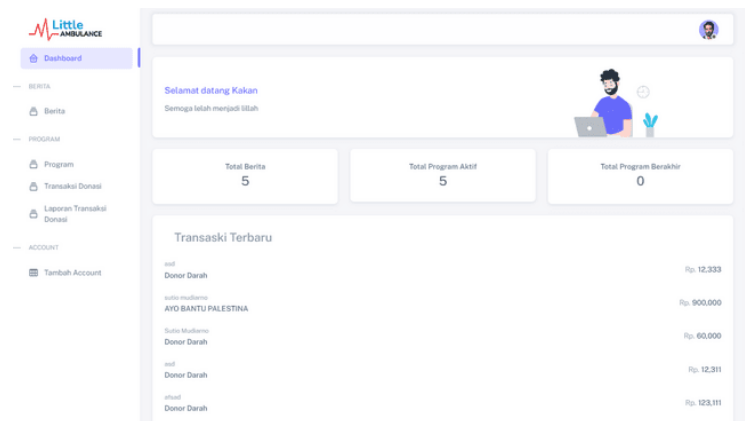 Little
AMBULANCE
Dashboard
BERITA
Berita
PROGRAM
Program
Transaksi Donasi
Laporan Transaksi
Donasi
ACCOUNT
Tambah Account
Selamat datang Kakan
Semoga lelah menjadi lillah
Total Berita
5
Total Program Aktif
5
Total Program Berakhir
0
Transaski Terbaru
asd
Donor Darah
Rp. 12,333
sutio mudiarno
AYO BANTU PALESTINA
Rp. 900,000
Sutio Mudiarno
Donor Darah
Rp. 60,000
asd
Donor Darah
Rp. 12,311
efsad
Donor Darah
Rp. 123,111